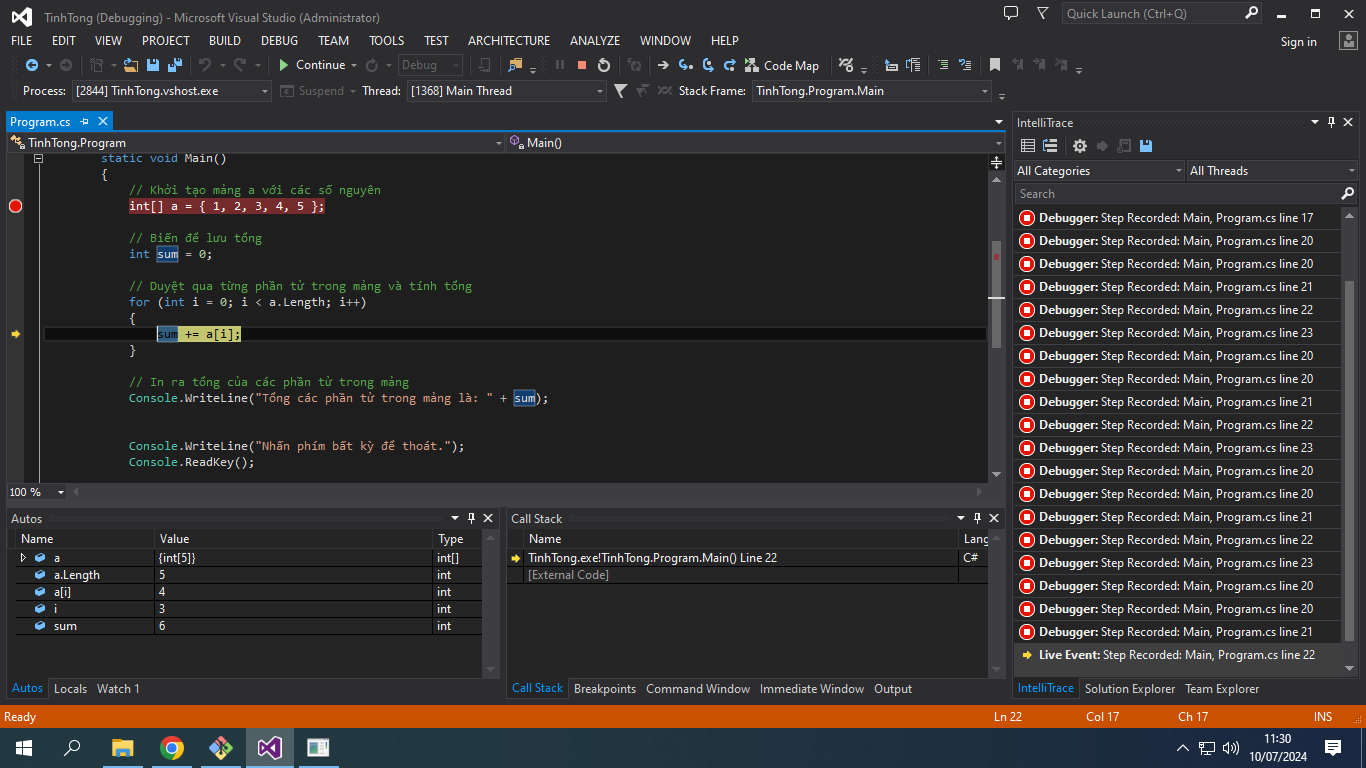 TinhTong (Debugging) - Microsoft Visual Studio (Administrator)
Quick Launch (Ctrl+Q)
FILE EDIT VIEW PROJECT BUILD DEBUG TEAM TOOLS TEST ARCHITECTURE ANALYZE WINDOW HELP
Sign in
Continue Debug Code Map
Process: [2844] TinhTong.vshost.exe Suspend Thread: [1368] Main Thread Stack Frame: TinhTong.Program.Main
Program.cs
TinhTong.Program Main()
static void Main()
{
// Khởi tạo mảng a với các số nguyên
int[] a = { 1, 2, 3, 4, 5 };
// Biến để lưu tổng
int sum = 0;
// Duyệt qua từng phần tử trong mảng và tính tổng
for (int i = 0; i < a.Length; i++)
{
sum += a[i];
}
// In ra tổng của các phần tử trong mảng
Console.WriteLine("Tổng các phần tử trong mảng là: " + sum);
Console.WriteLine("Nhấn phím bất kỳ để thoát.");
Console.ReadKey();
100 %
Autos
Name Value Type
a {int[5]} int[]
a.Length 5 int
a[i] 4 int
i 3 int
sum 6 int
Autos Locals Watch 1
Call Stack
Name Lang
TinhTong.exe!TinhTong.Program.Main() Line 22 C#
[External Code]
Call Stack Breakpoints Command Window Immediate Window Output
IntelliTrace
All Categories All Threads
Search
Debugger: Step Recorded: Main, Program.cs line 17
Debugger: Step Recorded: Main, Program.cs line 20
Debugger: Step Recorded: Main, Program.cs line 20
Debugger: Step Recorded: Main, Program.cs line 21
Debugger: Step Recorded: Main, Program.cs line 22
Debugger: Step Recorded: Main, Program.cs line 23
Debugger: Step Recorded: Main, Program.cs line 20
Debugger: Step Recorded: Main, Program.cs line 20
Debugger: Step Recorded: Main, Program.cs line 21
Debugger: Step Recorded: Main, Program.cs line 22
Debugger: Step Recorded: Main, Program.cs line 23
Debugger: Step Recorded: Main, Program.cs line 20
Debugger: Step Recorded: Main, Program.cs line 20
Debugger: Step Recorded: Main, Program.cs line 21
Debugger: Step Recorded: Main, Program.cs line 22
Debugger: Step Recorded: Main, Program.cs line 23
Debugger: Step Recorded: Main, Program.cs line 20
Debugger: Step Recorded: Main, Program.cs line 20
Debugger: Step Recorded: Main, Program.cs line 21
Live Event: Step Recorded: Main, Program.cs line 22
IntelliTrace Solution Explorer Team Explorer
Ready Ln 22 Col 17 Ch 17 INS
11:30
10/07/2024